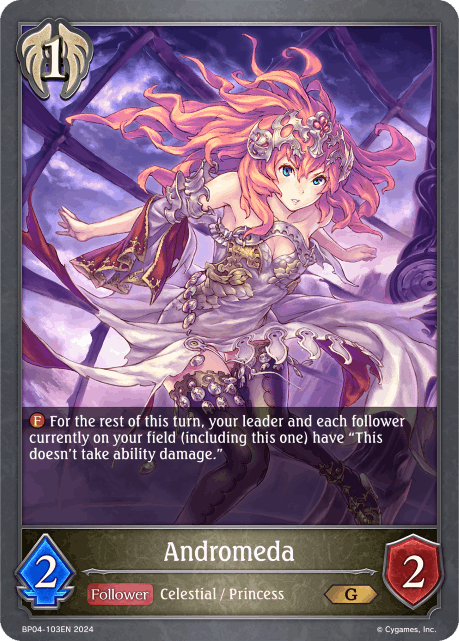 1
F For the rest of this turn, your leader and each follower
currently on your field (including this one) have “This
doesn’t take ability damage.”
Andromeda
2
Follower Celestial / Princess
G
2
BP04-103EN 2024
© Cygames, Inc.